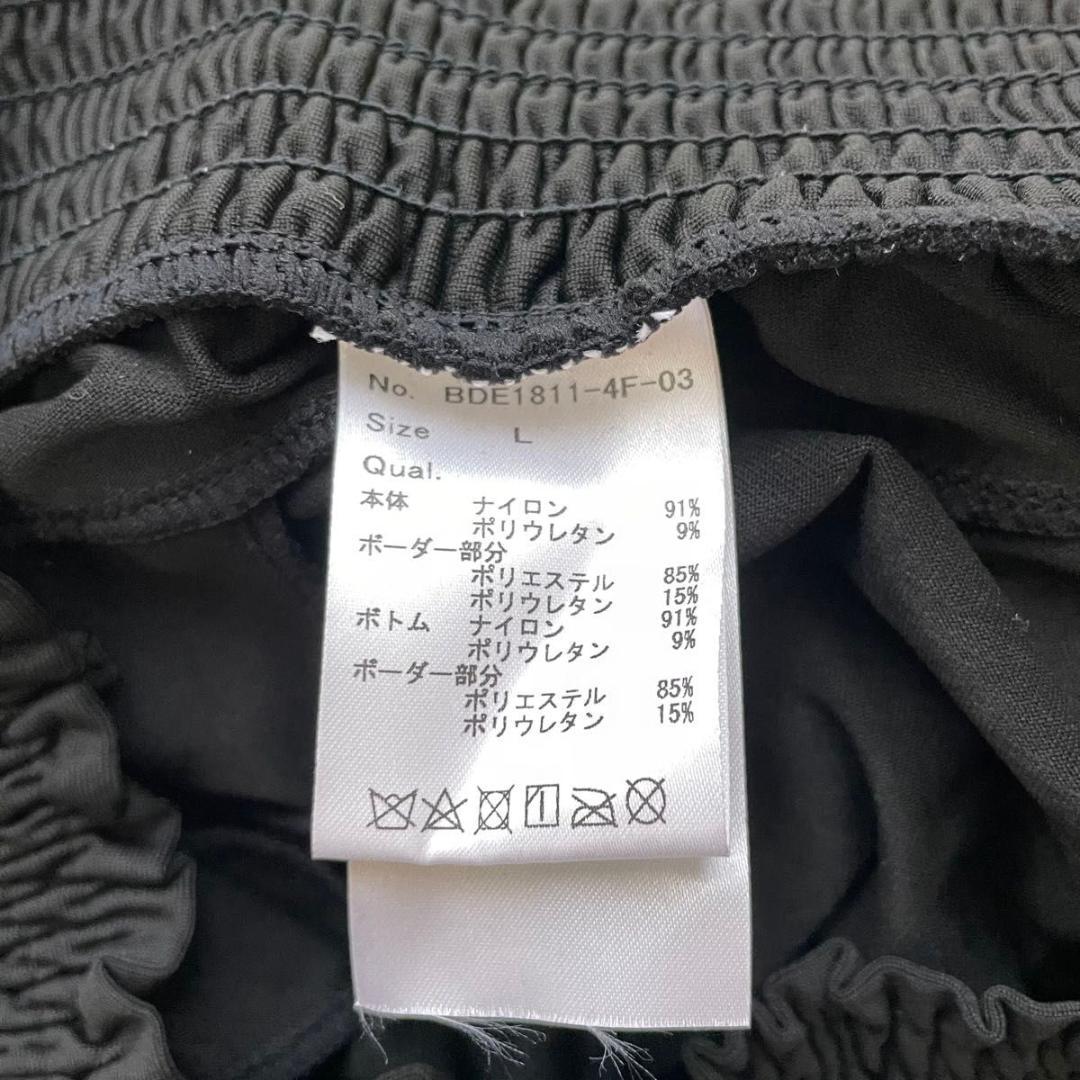 No. BDE1811-4F-03
Size L
Qual.
本体 ナイロン 91%
ポリウレタン 9%
ボーダー部分
ポリエステル 85%
ポリウレタン 15%
ボトム ナイロン 91%
ポリウレタン 9%
ボーダー部分
ポリエステル 85%
ポリウレタン 15%